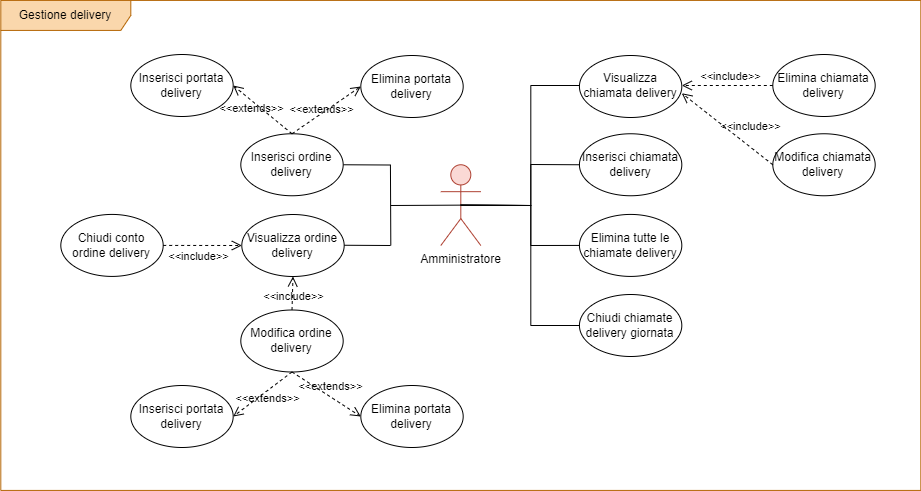 Gestione delivery
Inserisci portata
delivery
Elimina portata
delivery
<<extends>>
<<extends>>
Inserisci ordine
delivery
Chiudi conto
ordine delivery
<<include>>
Visualizza ordine
delivery
<<include>>
Modifica ordine
delivery
<<extends>>
<<extends>>
Inserisci portata
delivery
Elimina portata
delivery
Amministratore
Visualizza
chiamata delivery
<<include>>
Elimina chiamata
delivery
<<include>>
Modifica chiamata
delivery
Inserisci chiamata
delivery
Elimina tutte le
chiamate delivery
Chiudi chiamate
delivery giornata